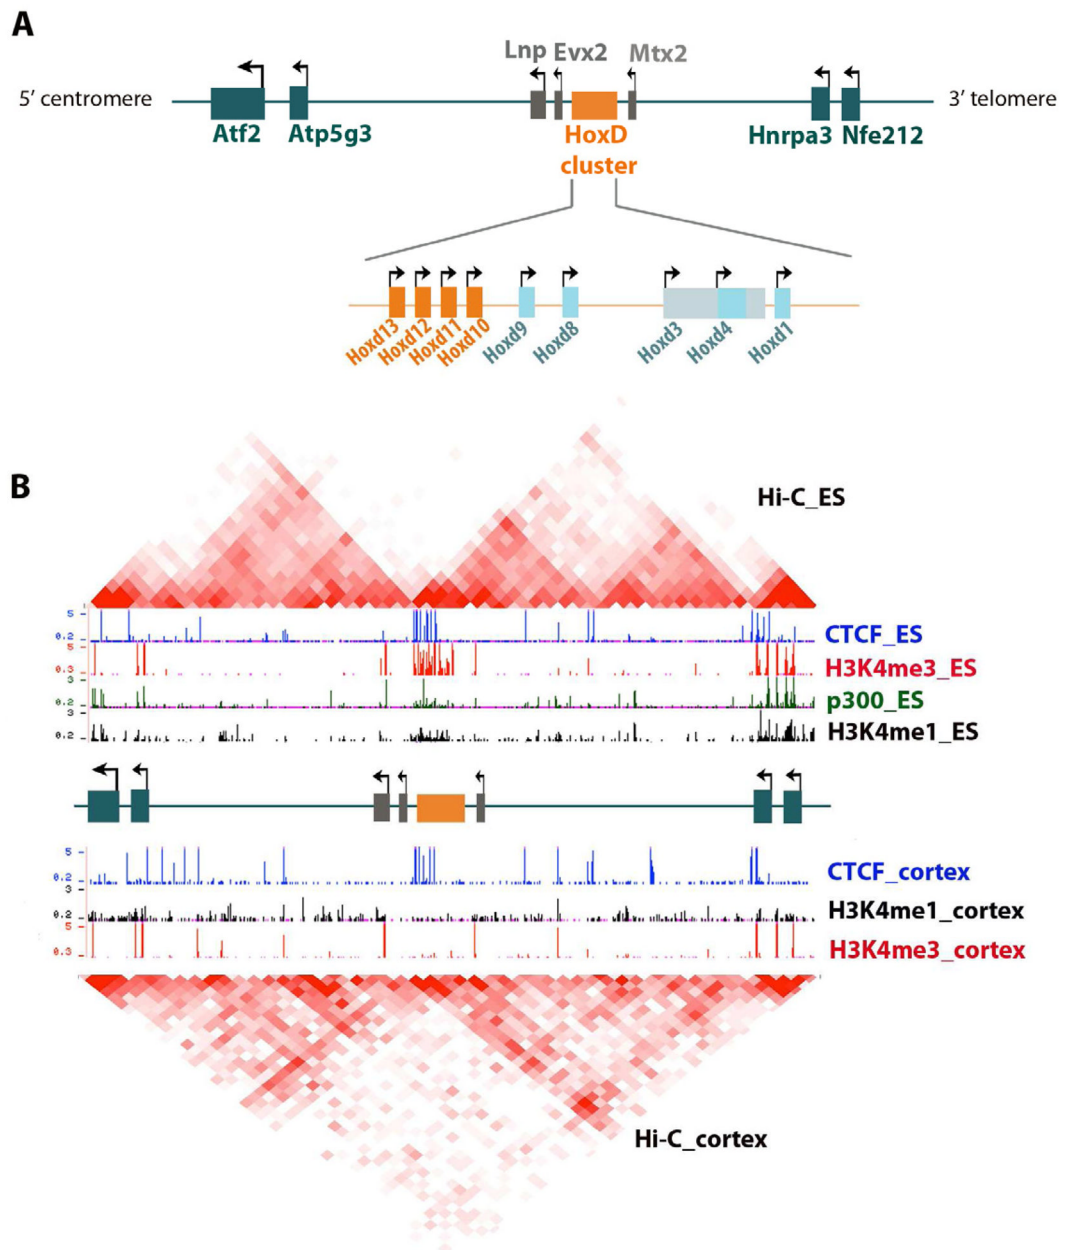 A
Lnp Evx2 Mtx2
5’ centromere
3’ telomere
Atf2 Atp5g3
HoxD
cluster
Hnrpa3 Nfe212
Hoxd13
Hoxd12
Hoxd11
Hoxd10
Hoxd9
Hoxd8
Hoxd3
Hoxd4
Hoxd1
B
Hi-C_ES
5
0.2
CTCF_ES
5
0.3
H3K4me3_ES
3
0.2
p300_ES
3
0.2
H3K4me1_ES
5
0.2
CTCF_cortex
3
0.2
H3K4me1_cortex
5
0.3
H3K4me3_cortex
Hi-C_cortex